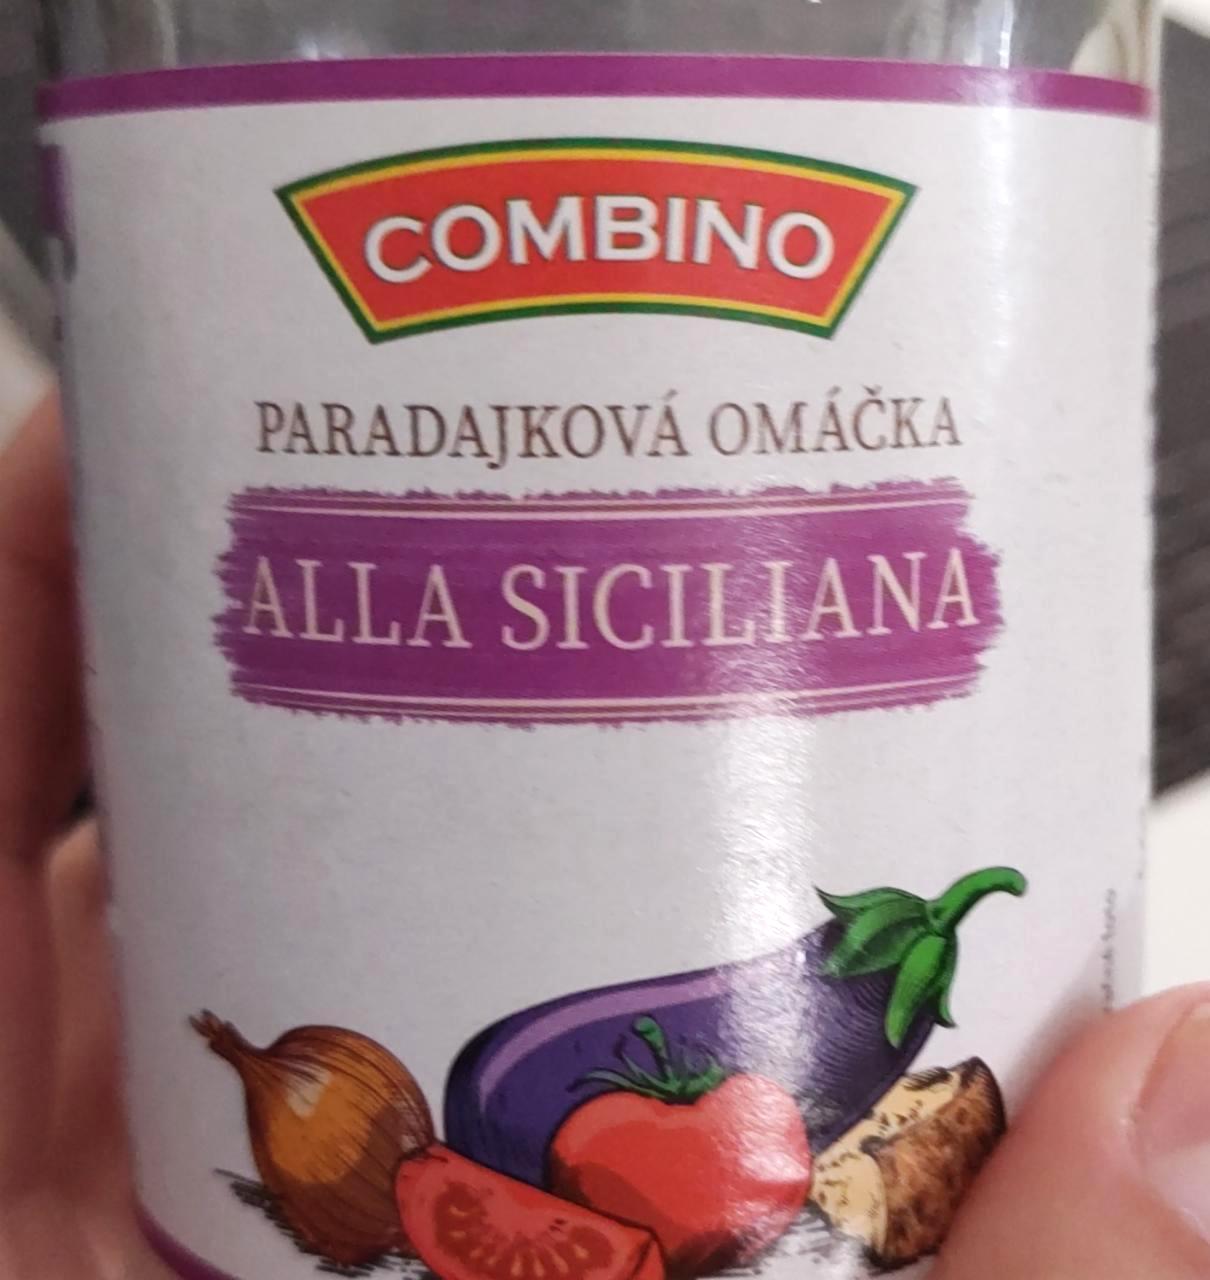 COMBINO
PARADAJKOVÁ OMÁČKA
ALLA SICILIANA